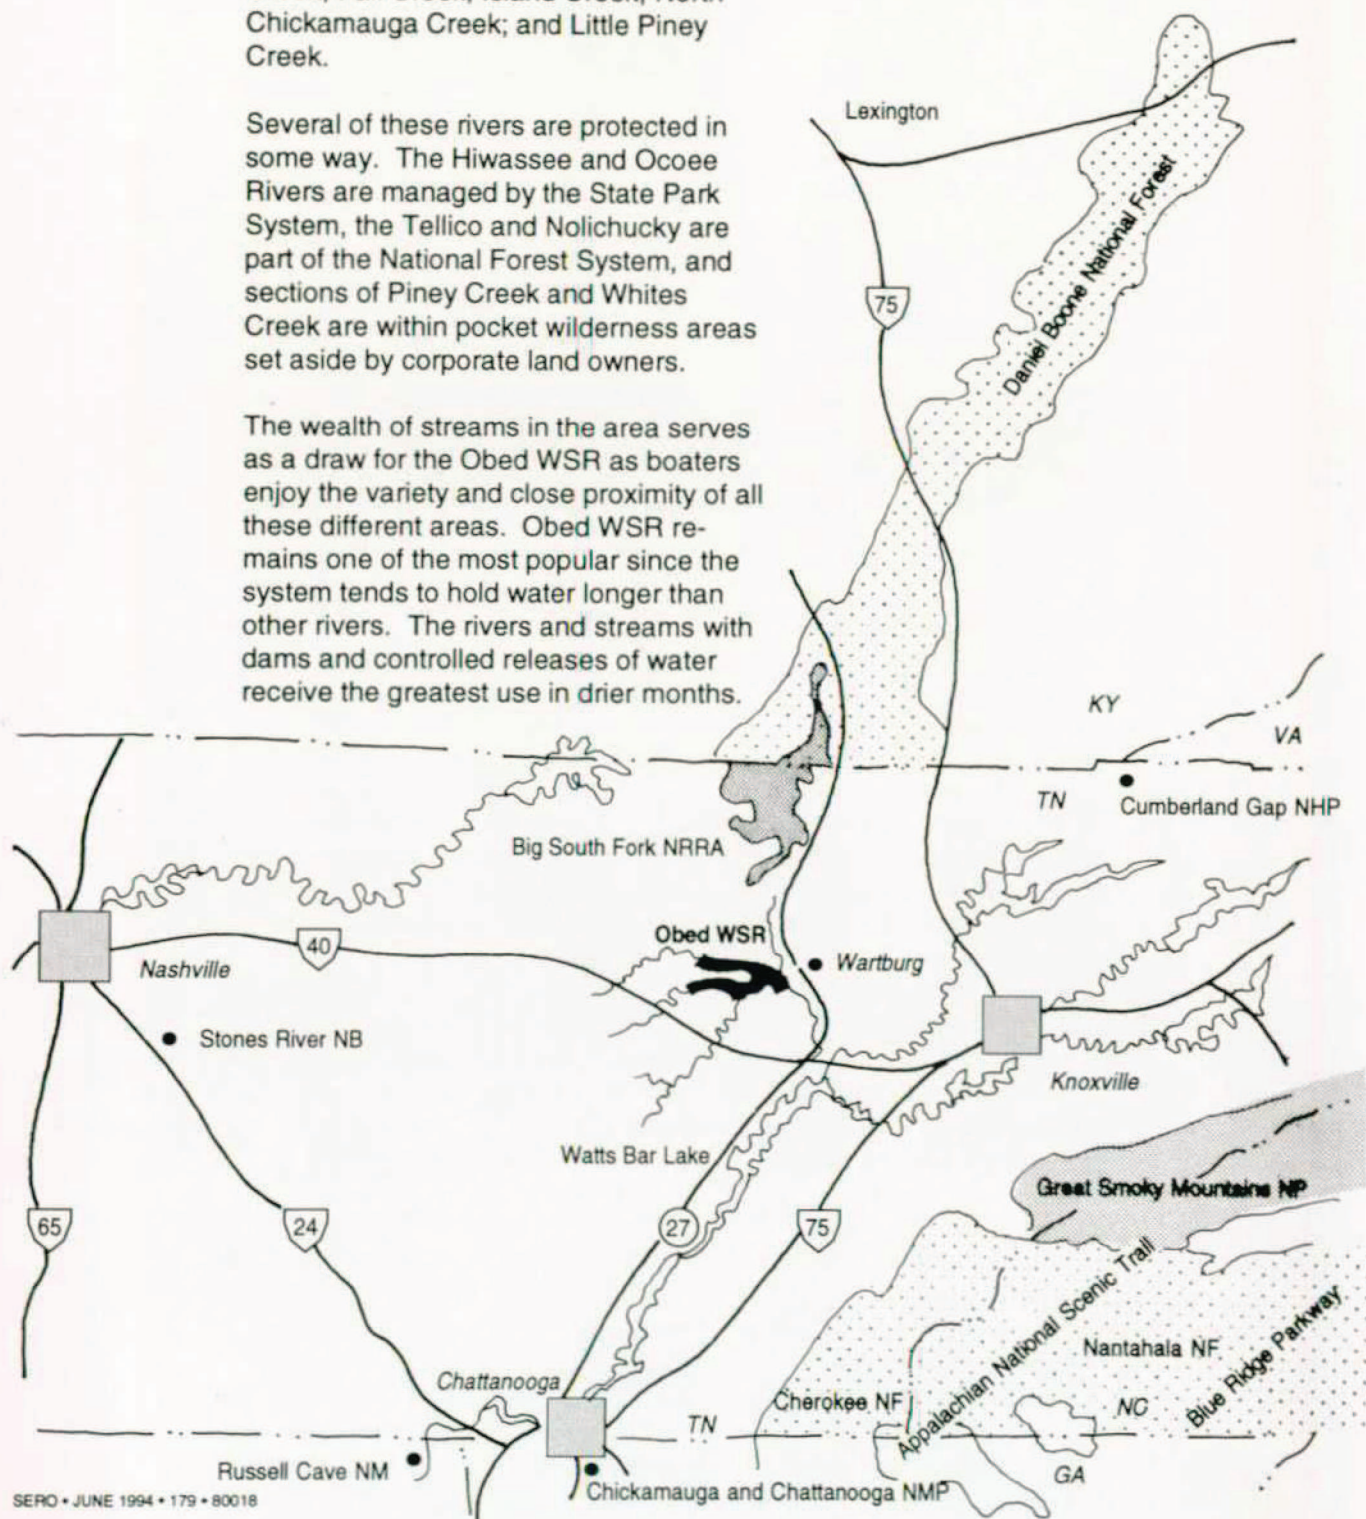 Chickamauga Creek; and Little Piney
Creek.
Several of these rivers are protected in
some way. The Hiwassee and Ocoee
Rivers are managed by the State Park
System, the Tellico and Nolichucky are
part of the National Forest System, and
sections of Piney Creek and Whites
Creek are within pocket wilderness areas
set aside by corporate land owners.
The wealth of streams in the area serves
as a draw for the Obed WSR as boaters
enjoy the variety and close proximity of all
these different areas. Obed WSR re-
mains one of the most popular since the
system tends to hold water longer than
other rivers. The rivers and streams with
dams and controlled releases of water
receive the greatest use in drier months.
Lexington
75
Daniel Boone National Forest
KY
VA
TN
Cumberland Gap NHP
Big South Fork NRRA
Obed WSR
Wartburg
40
Nashville
Stones River NB
Knoxville
Watts Bar Lake
Great Smoky Mountains NP
65
24
27
75
Appalachian National Scenic Trail
Nantahala NF
Blue Ridge Parkway
Chattanooga
Cherokee NF
NC
TN
GA
Russell Cave NM
Chickamauga and Chattanooga NMP
SERO • JUNE 1994 • 179 • 80018